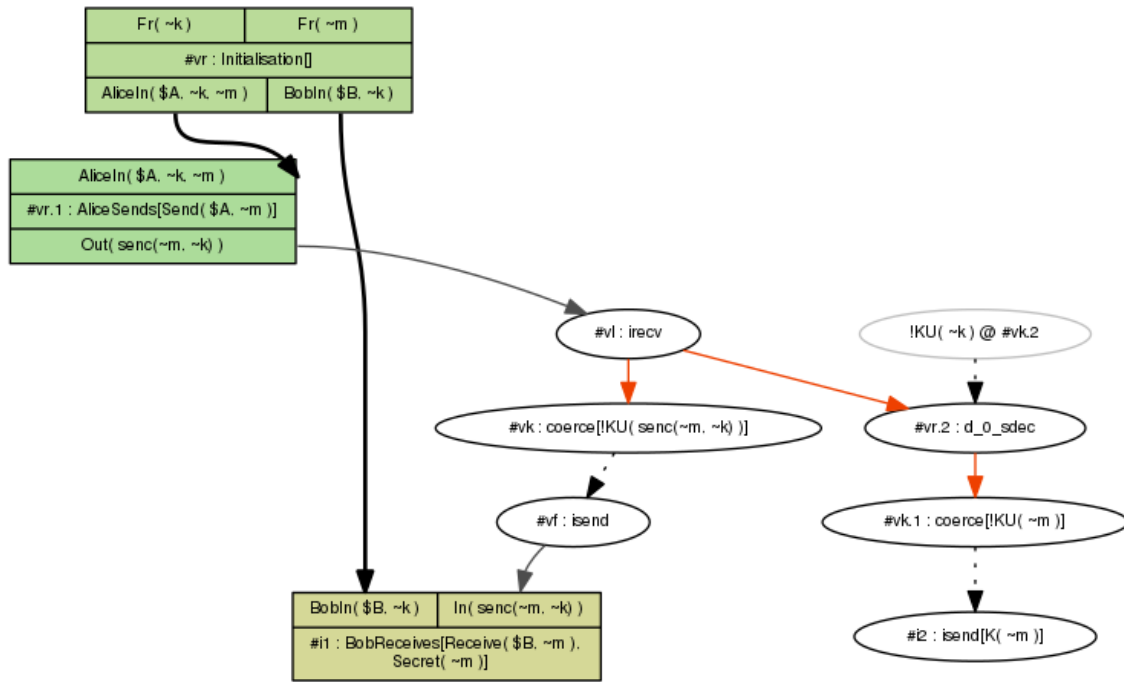 Fr( ~k ) Fr( ~m )
#vr : Initialisation[]
AliceIn( $A. ~k. ~m ) BobIn( $B. ~k )
AliceIn( $A. ~k. ~m )
#vr.1 : AliceSends[Send( $A. ~m )]
Out( senc(~m. ~k) )
#vl : irecv
!KU( ~k ) @ #vk.2
#vk : coerce[!KU( senc(~m. ~k) )]
#vr.2 : d_0_sdec
#vf : isend
#vk.1 : coerce[!KU( ~m )]
BobIn( $B. ~k ) In( senc(~m. ~k) )
#i1 : BobReceives[Receive( $B. ~m ).
Secret( ~m )]
#i2 : isend[K( ~m )]